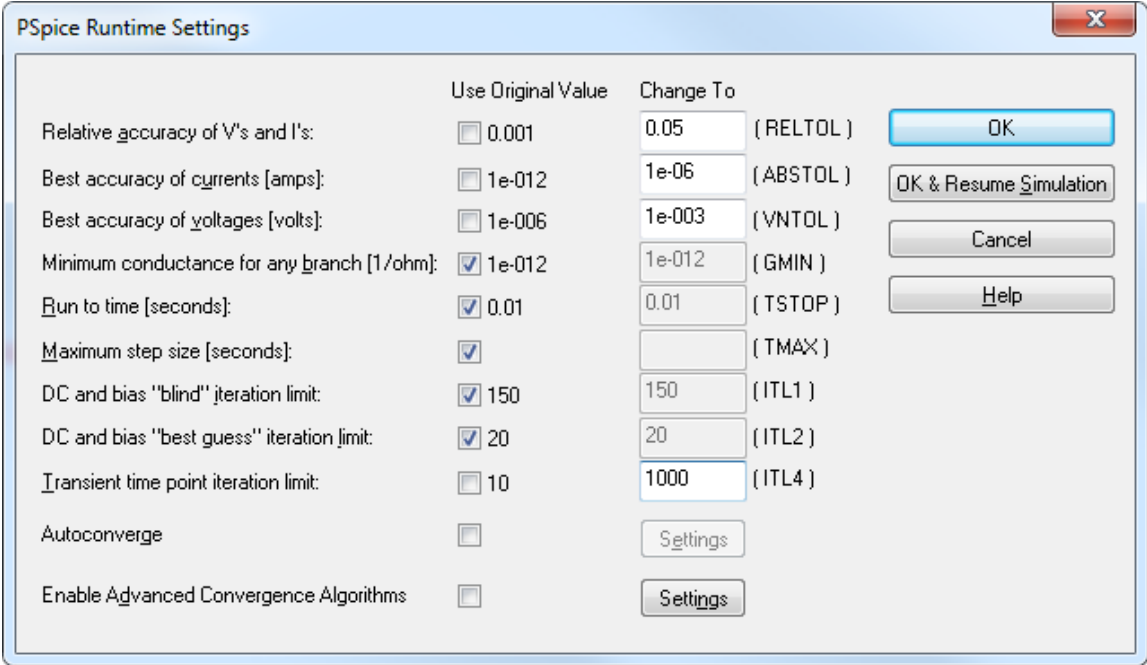 PSpice Runtime Settings
Use Original Value Change To
Relative accuracy of V's and I's: 0.001 0.05 ( RELTOL ) OK
Best accuracy of currents [amps]: 1e-012 1e-06 ( ABSTOL ) OK & Resume Simulation
Best accuracy of voltages [volts]: 1e-006 1e-003 ( VNTOL ) Cancel
Minimum conductance for any branch [1/ohm]: 1e-012 1e-012 ( GMIN )
Run to time [seconds]: 0.01 0.01 ( TSTOP ) Help
Maximum step size [seconds]: ( TMAX )
DC and bias "blind" iteration limit: 150 150 ( ITL1 )
DC and bias "best guess" iteration limit: 20 20 ( ITL2 )
Transient time point iteration limit: 10 1000 ( ITL4 )
Autoconverge Settings
Enable Advanced Convergence Algorithms Settings